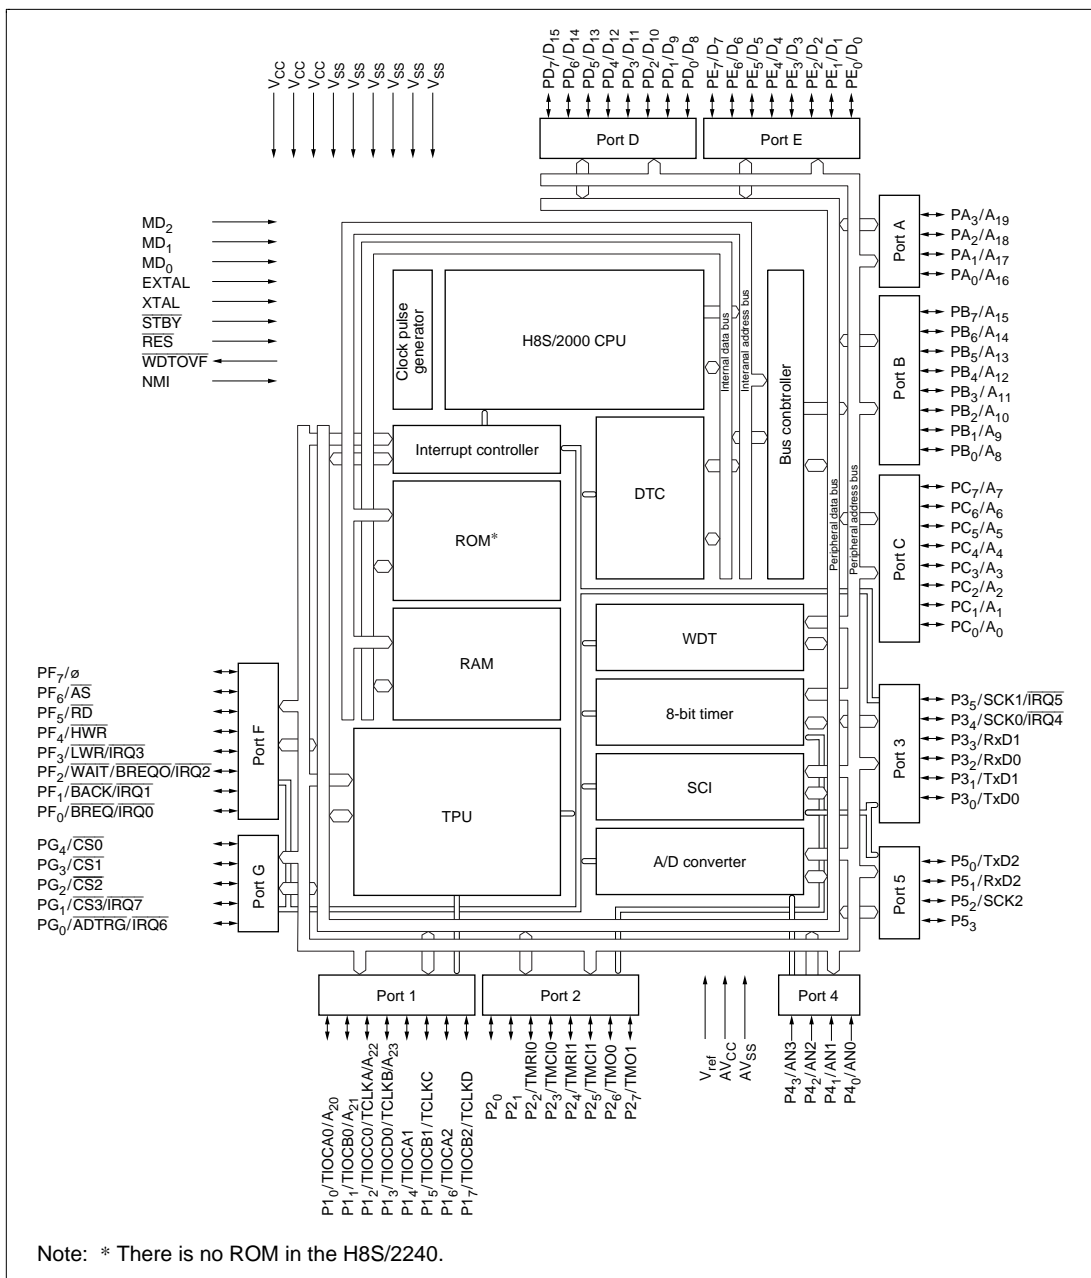 VCC
VCC
VCC
VSS
VSS
VSS
VSS
VSS
VSS
PD7/D15
PD6/D14
PD5/D13
PD4/D12
PD3/D11
PD2/D10
PD1/D9
PD0/D8
PE7/D7
PE6/D6
PE5/D5
PE4/D4
PE3/D3
PE2/D2
PE1/D1
PE0/D0
Port D
Port E
MD2
MD1
MD0
EXTAL
XTAL
STBY
RES
WDTOVF
NMI
Clock pulse
generator
H8S/2000 CPU
Internal data bus
Interanal address bus
Bus conbtroller
Peripheral data bus
Peripheral address bus
Interrupt controller
DTC
ROM*
RAM
WDT
8-bit timer
SCI
TPU
A/D converter
Port A
PA3/A19
PA2/A18
PA1/A17
PA0/A16
Port B
PB7/A15
PB6/A14
PB5/A13
PB4/A12
PB3/A11
PB2/A10
PB1/A9
PB0/A8
Port C
PC7/A7
PC6/A6
PC5/A5
PC4/A4
PC3/A3
PC2/A2
PC1/A1
PC0/A0
Port 3
P35/SCK1/IRQ5
P34/SCK0/IRQ4
P33/RxD1
P32/RxD0
P31/TxD1
P30/TxD0
Port 5
P50/TxD2
P51/RxD2
P52/SCK2
P53
PF7/ø
PF6/AS
PF5/RD
PF4/HWR
PF3/LWR/IRQ3
PF2/WAIT/BREQO/IRQ2
PF1/BACK/IRQ1
PF0/BREQ/IRQ0
Port F
PG4/CS0
PG3/CS1
PG2/CS2
PG1/CS3/IRQ7
PG0/ADTRG/IRQ6
Port G
Port 1
Port 2
Port 4
P10/TIOCA0/A20
P11/TIOCB0/A21
P12/TIOCC0/TCLKA/A22
P13/TIOCD0/TCLKB/A23
P14/TIOCA1
P15/TIOCB1/TCLKC
P16/TIOCA2
P17/TIOCB2/TCLKD
P20
P21
P22/TMRI0
P23/TMCI0
P24/TMRI1
P25/TMCI1
P26/TMO0
P27/TMO1
Vref
AVCC
AVSS
P43/AN3
P42/AN2
P41/AN1
P40/AN0
Note: * There is no ROM in the H8S/2240.